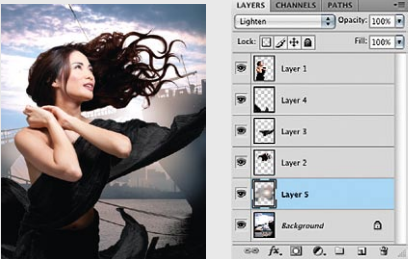 LAYERS CHANNELS PATHS
Lighten Opacity: 100%
Lock: Fill: 100%
Layer 1
Layer 4
Layer 3
Layer 2
Layer 5
Background
fx.